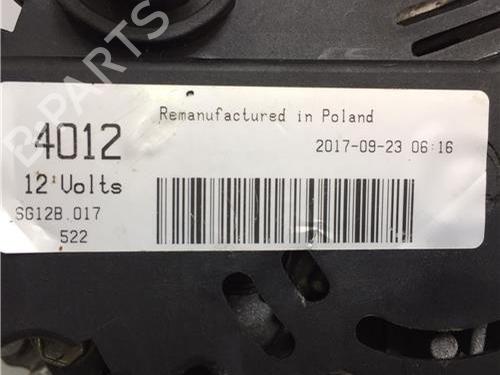 Remanufactured in Poland
4012
2017-09-23 06:16
12 Volts
SG12B.017
522